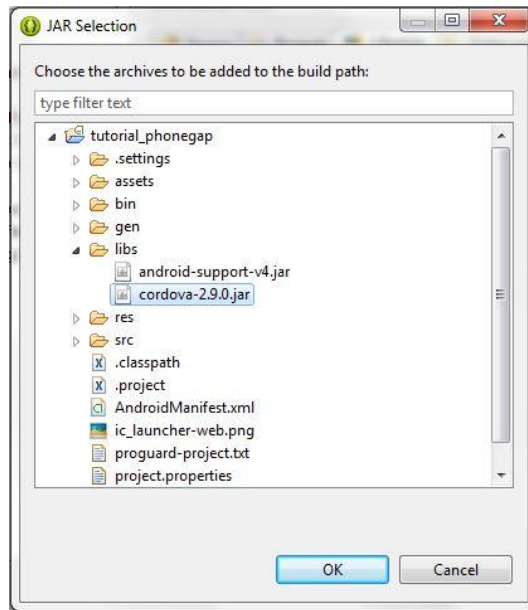 JAR Selection
Choose the archives to be added to the build path:
type filter text
tutorial_phonegap
.settings
assets
bin
gen
libs
android-support-v4.jar
cordova-2.9.0.jar
res
src
.classpath
.project
AndroidManifest.xml
ic_launcher-web.png
proguard-project.txt
project.properties
OK Cancel